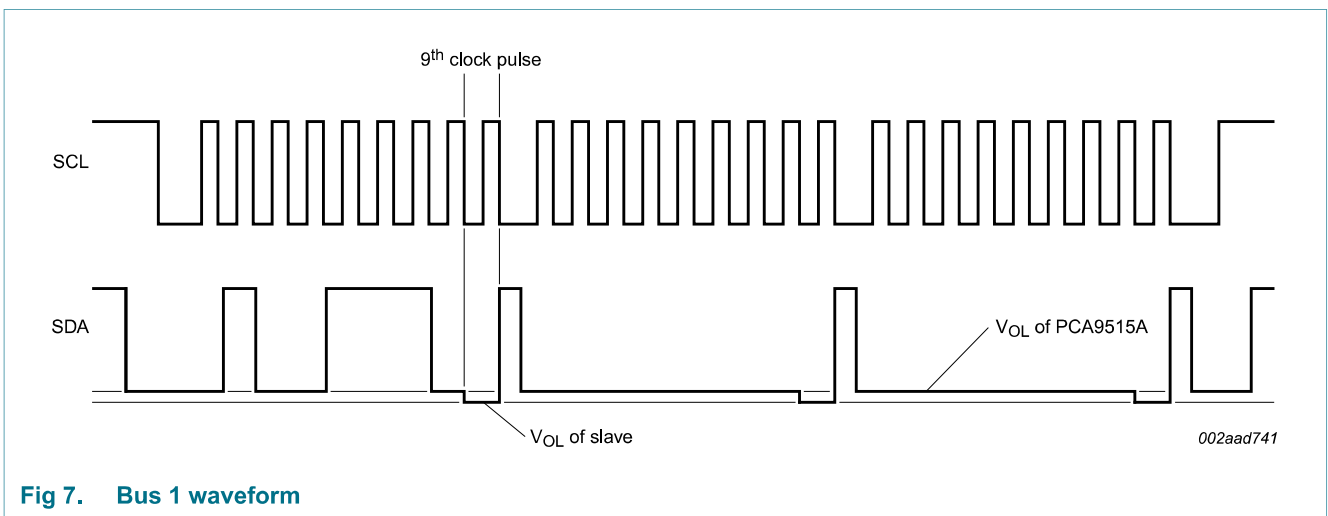 9th clock pulse
SCL
SDA
VOL of PCA9515A
VOL of slave
002aad741
Fig 7. Bus 1 waveform